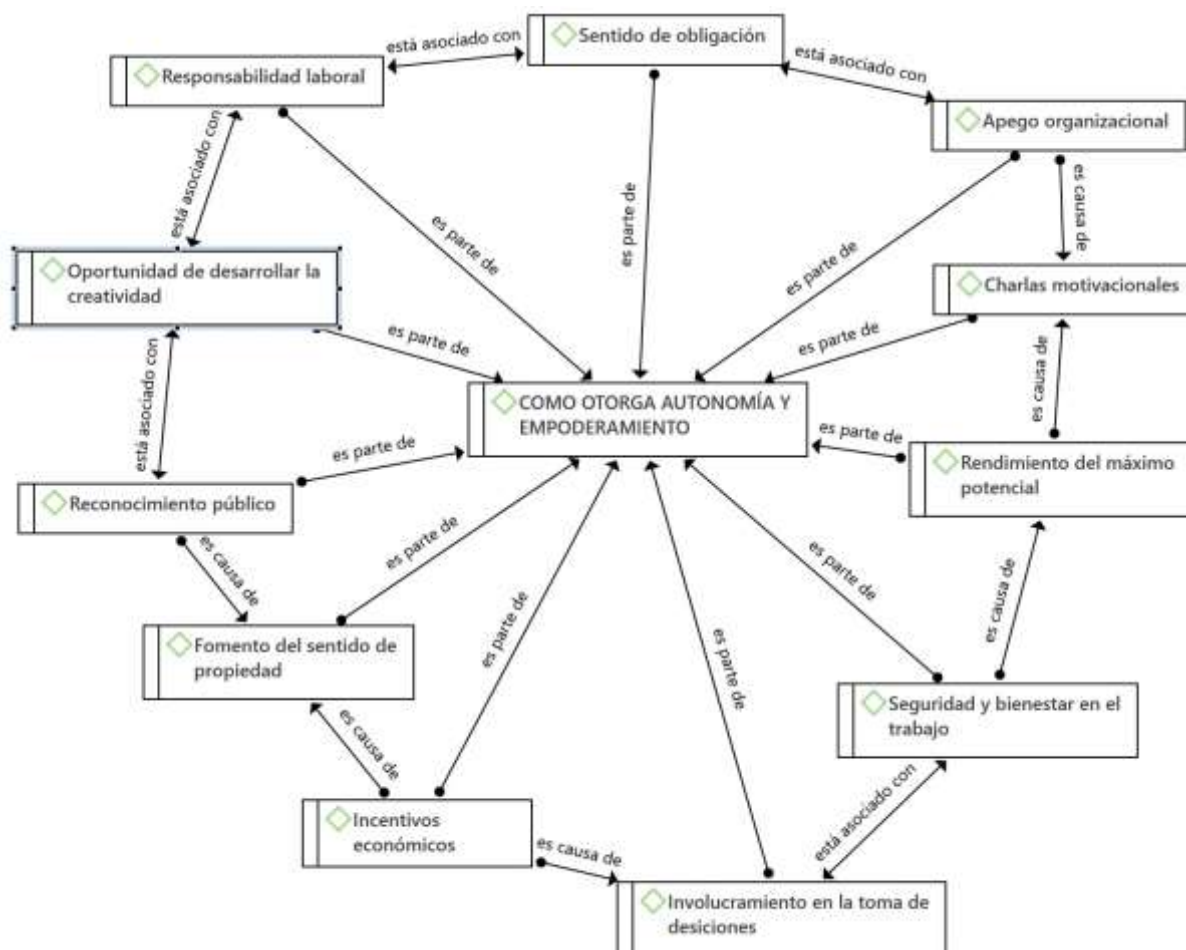 Sentido de obligación
está asociado con
está asociado con
Responsabilidad laboral
Apego organizacional
está asociado con
es parte de
es parte de
es parte de
es causa de
Oportunidad de desarrollar la
creatividad
Charlas motivacionales
es parte de
es parte de
está asociado con
es causa de
COMO OTORGA AUTONOMÍA Y
EMPODERAMIENTO
es parte de
es parte de
Rendimiento del máximo
potencial
Reconocimiento público
es causa de
es parte de
es parte de
es parte de
es parte de
es causa de
Fomento del sentido de
propiedad
Seguridad y bienestar en el
trabajo
es causa de
está asociado con
Incentivos
económicos
es causa de
Involucramiento en la toma de
desiciones